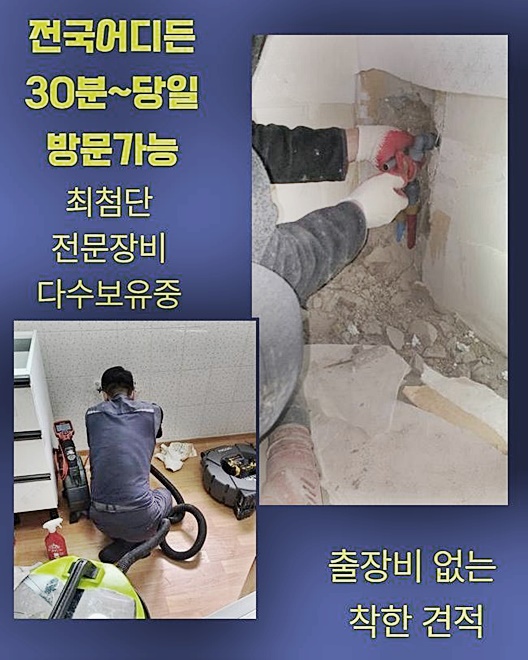 전국어디든
30분~당일
방문가능
최첨단
전문장비
다수보유중
출장비 없는
착한 견적